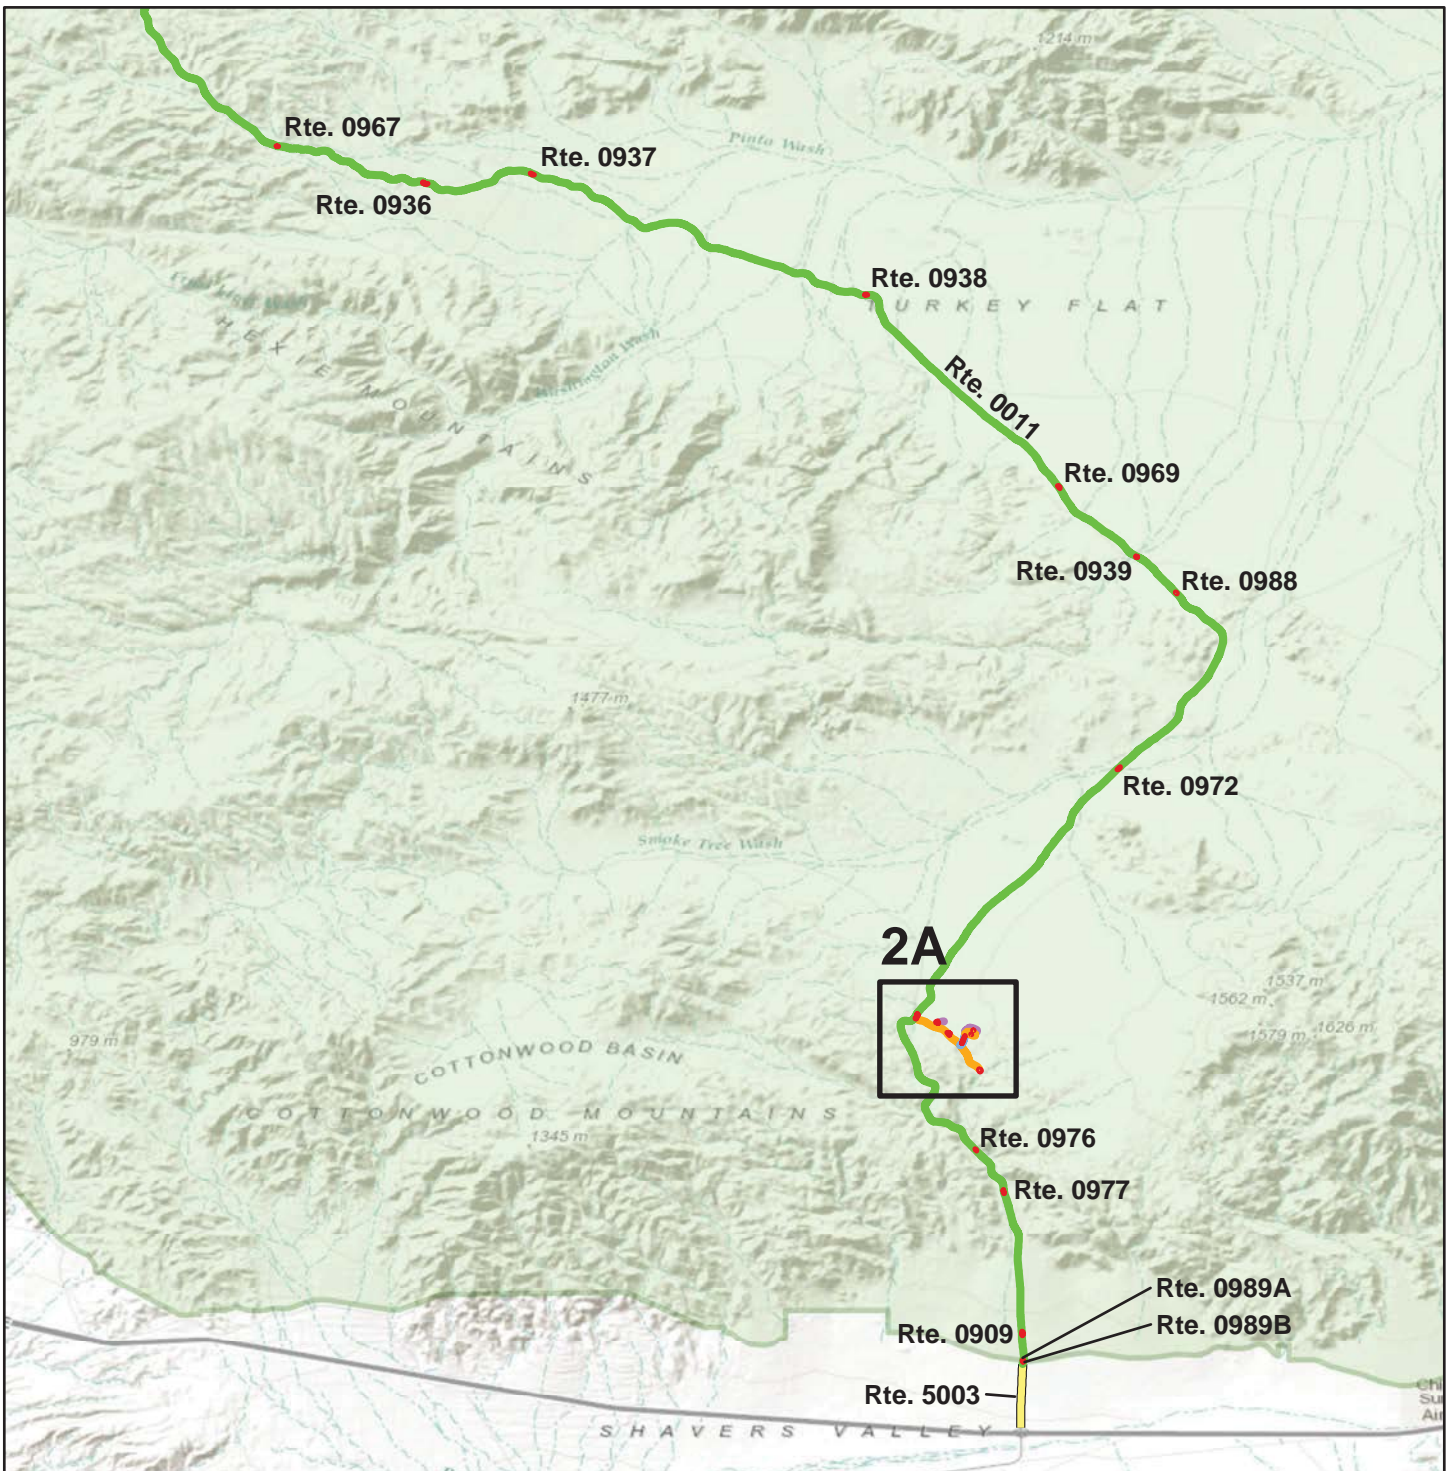 1214 m
Rte. 0967
Pinto Wash
Rte. 0937
Rte. 0936
Rte. 0938
TURKEY FLAT
HEXIE MOUNTAINS
Washington Wash
Rte. 0011
Rte. 0969
Rte. 0939
Rte. 0988
1477 m
Rte. 0972
Smoke Tree Wash
2A
1537 m
1562 m
1579 m
1626 m
979 m
COTTONWOOD BASIN
COTTONWOOD MOUNTAINS
1345 m
Rte. 0976
Rte. 0977
Rte. 0989A
Rte. 0909
Rte. 0989B
Rte. 5003
SHAVERS VALLEY